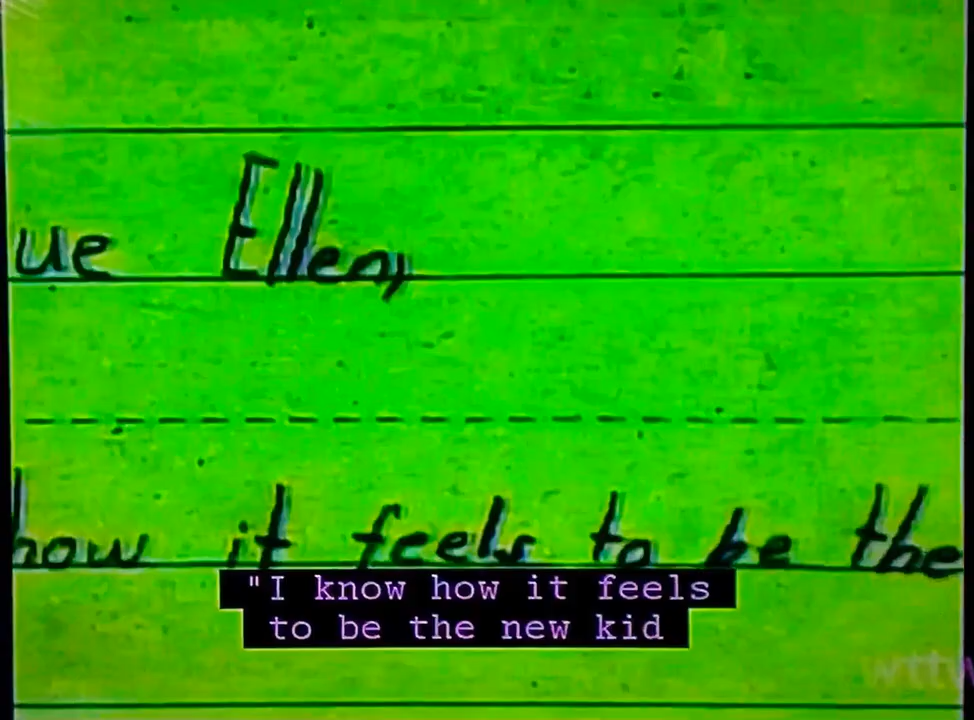 ue Ellen,
how it feels to be the
"I know how it feels
to be the new kid
wttw